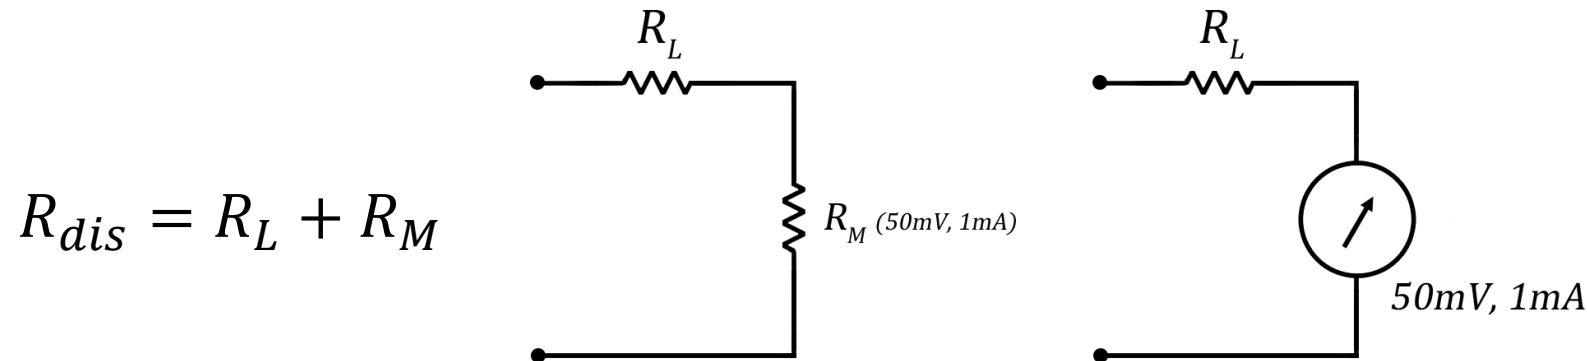 R_L
R_L
R_dis = R_L + R_M
R_M (50mV, 1mA)
50mV, 1mA